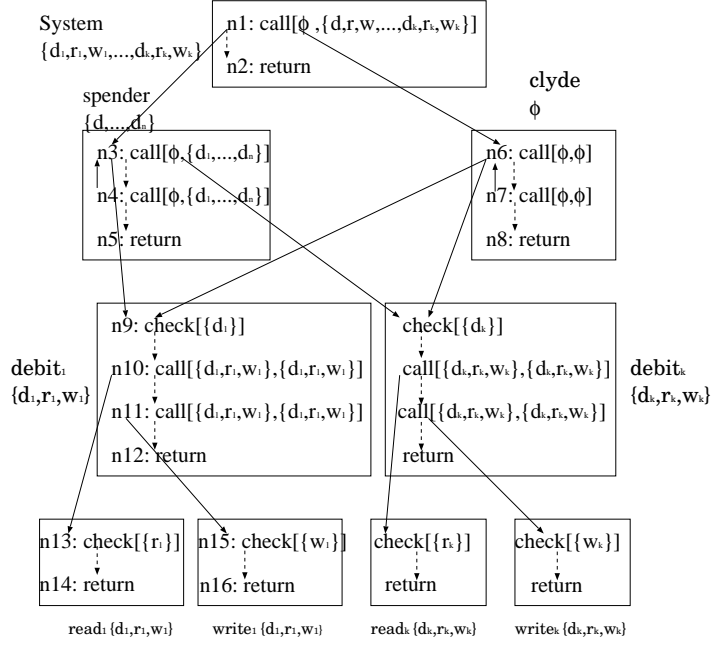 System
{d₁,r₁,w₁,...,dₖ,rₖ,wₖ}
n1: call[ϕ ,{d,r,w,...,dₖ,rₖ,wₖ}]
n2: return
spender
{d,...,dₙ}
clyde
ϕ
n3: call[ϕ,{d₁,...,dₙ}]
n4: call[ϕ,{d₁,...,dₙ}]
n5: return
n6: call[ϕ,ϕ]
n7: call[ϕ,ϕ]
n8: return
debit₁
{d₁,r₁,w₁}
n9: check[{d₁}]
n10: call[{d₁,r₁,w₁},{d₁,r₁,w₁}]
n11: call[{d₁,r₁,w₁},{d₁,r₁,w₁}]
n12: return
check[{dₖ}]
call[{dₖ,rₖ,wₖ},{dₖ,rₖ,wₖ}]
call[{dₖ,rₖ,wₖ},{dₖ,rₖ,wₖ}]
return
debitₖ
{dₖ,rₖ,wₖ}
n13: check[{r₁}]
n14: return
n15: check[{w₁}]
n16: return
check[{rₖ}]
return
check[{wₖ}]
return
read₁ {d₁,r₁,w₁}
write₁ {d₁,r₁,w₁}
readₖ {dₖ,rₖ,wₖ}
writeₖ {dₖ,rₖ,wₖ}